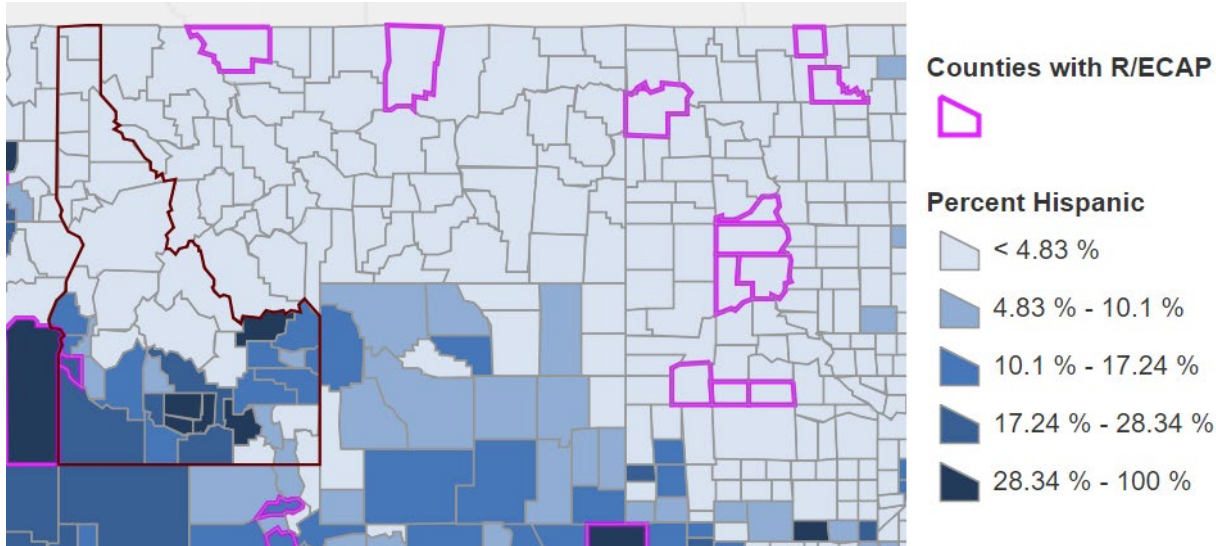 Counties with R/ECAP
Percent Hispanic
< 4.83 %
4.83 % - 10.1 %
10.1 % - 17.24 %
17.24 % - 28.34 %
28.34 % - 100 %